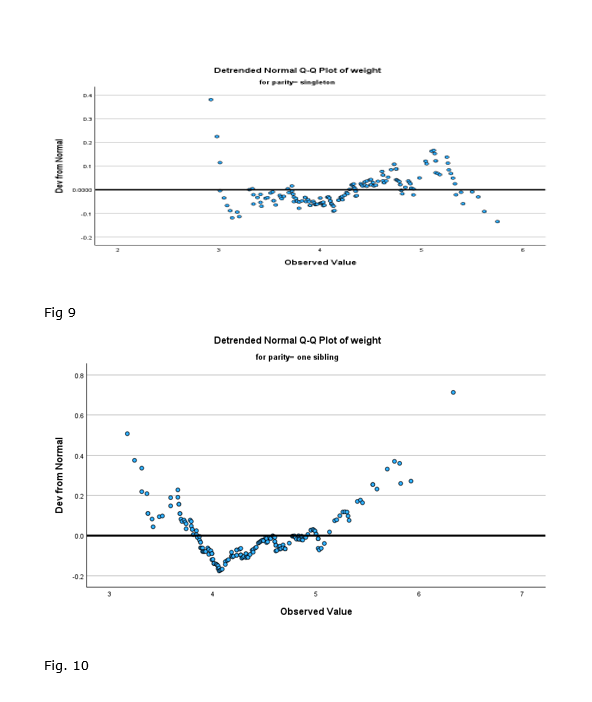 Detrended Normal Q-Q Plot of weight
for parity= singleton
0.4
0.3
0.2
0.1
0.0000
-0.1
-0.2
Dev from Normal
2
3
4
5
6
Observed Value
Fig 9
Detrended Normal Q-Q Plot of weight
for parity= one sibling
0.8
0.6
0.4
0.2
0.0
-0.2
Dev from Normal
3
4
5
6
7
Observed Value
Fig. 10